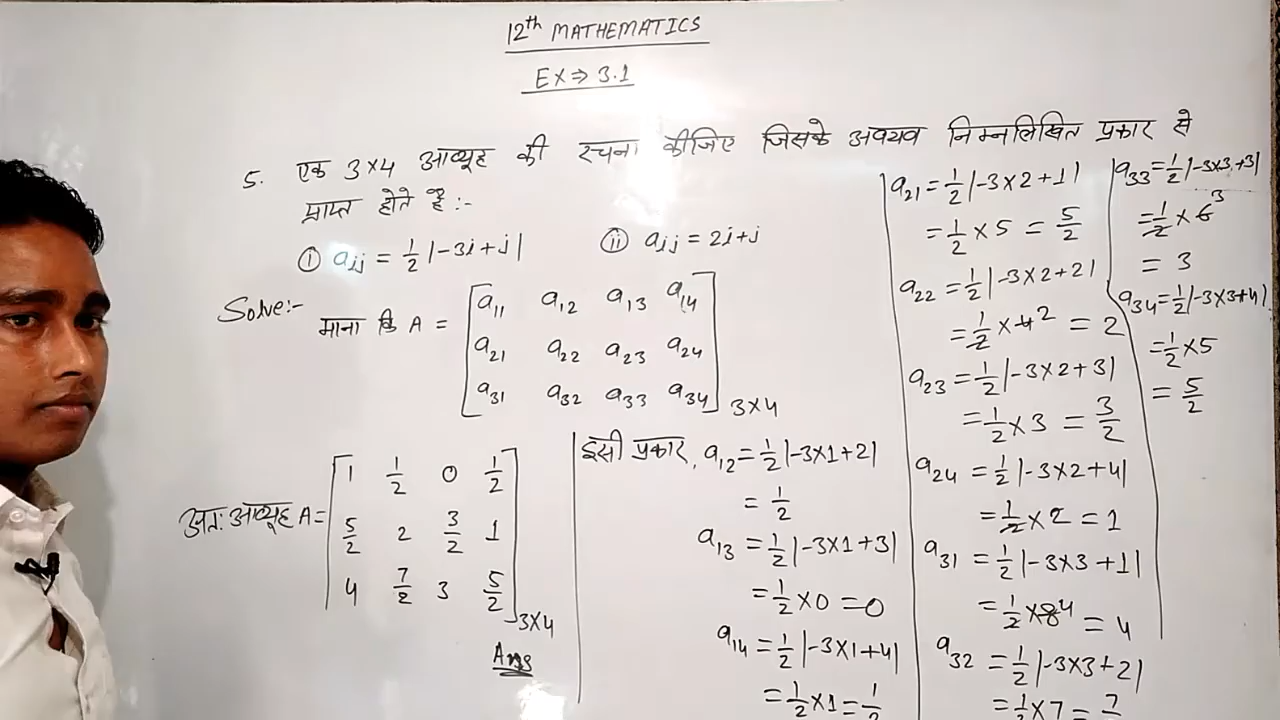 12th MATHEMATICS
EX⇒ 3.1
5. एक 3×4 आव्यूह की रचना कीजिए जिसके अवयव निम्नलिखित प्रकार से
प्राप्त होते है :-
(i) aij = 1/2 |-3i+j| (ii) aij = 2i+j
Solve:-
माना कि A = [a11 a12 a13 a14
a21 a22 a23 a24
a31 a32 a33 a34] 3×4
अतः आव्यूह A = [1 1/2 0 1/2
5/2 2 3/2 1
4 7/2 3 5/2] 3×4
Ans
इसी प्रकार, a12 = 1/2 |-3×1+2|
= 1/2
a13 = 1/2 |-3×1+3|
= 1/2 ×0 = 0
a14 = 1/2 |-3×1+4|
= 1/2 ×1 = 1/2
a21 = 1/2 |-3×2+1|
= 1/2 ×5 = 5/2
a22 = 1/2 |-3×2+2|
= 1/2 ×4 2 = 2
a23 = 1/2 |-3×2+3|
= 1/2 ×3 = 3/2
a24 = 1/2 |-3×2+4|
= 1/2 ×2 = 1
a31 = 1/2 |-3×3+1|
= 1/2 ×8 4 = 4
a32 = 1/2 |-3×3+2|
= 1/2 ×7 = 7
a33 = 1/2 |-3×3+3|
= 1/2 ×6 3
= 3
a34 = 1/2 |-3×3+4|
= 1/2 ×5
= 5/2